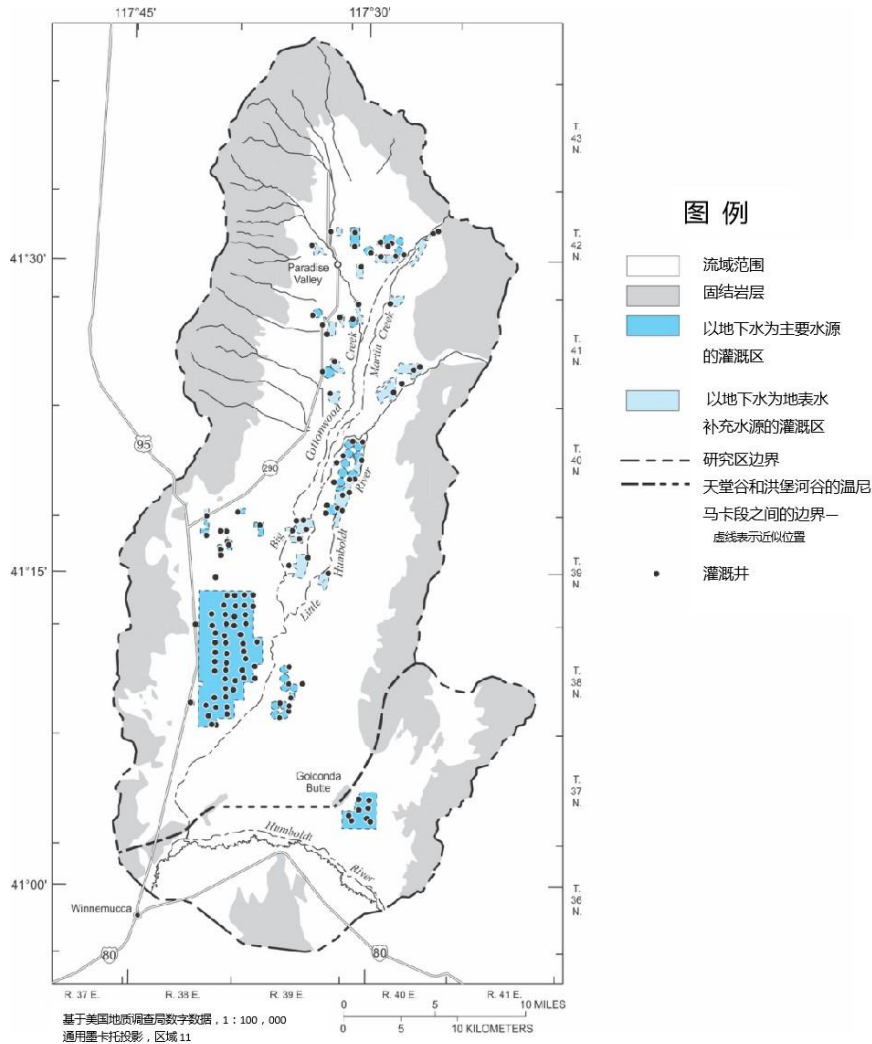 117°45'
117°30'
T.
43
N.
T.
42
N.
41°30'
Paradise
Valley
Creek
Martin Creek
T.
41
N.
Cottonwood
95
290
T.
40
N.
River
Big
41°15'
Humboldt
Little
T.
39
N.
T.
38
N.
Golconda
Butte
T.
37
N.
Humboldt
River
41°00'
T.
36
N.
Winnemucca
80
80
R. 37 E.
R. 38 E.
R. 39 E.
R. 40 E.
R. 41 E.
0
5
10 MILES
0
5
10 KILOMETERS
基于美国地质调查局数字数据，1：100，000
通用墨卡托投影，区域 11
图 例
流域范围
固结岩层
以地下水为主要水源
的灌溉区
以地下水为地表水
补充水源的灌溉区
研究区边界
天堂谷和洪堡河谷的温尼
马卡段之间的边界—
虚线表示近似位置
灌溉井